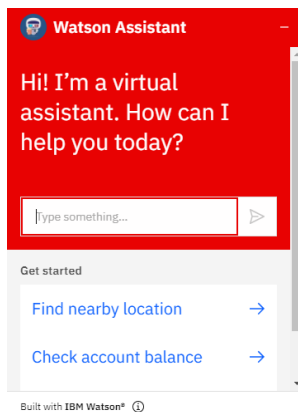 Watson Assistant
Hi! I'm a virtual
assistant. How can I
help you today?
Type something...
Get started
Find nearby location
Check account balance
Built with IBM Watson®